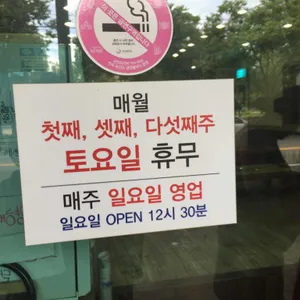 매월
첫째, 셋째, 다섯째주
토요일 휴무
매주 일요일 영업
일요일 OPEN 12시 30분